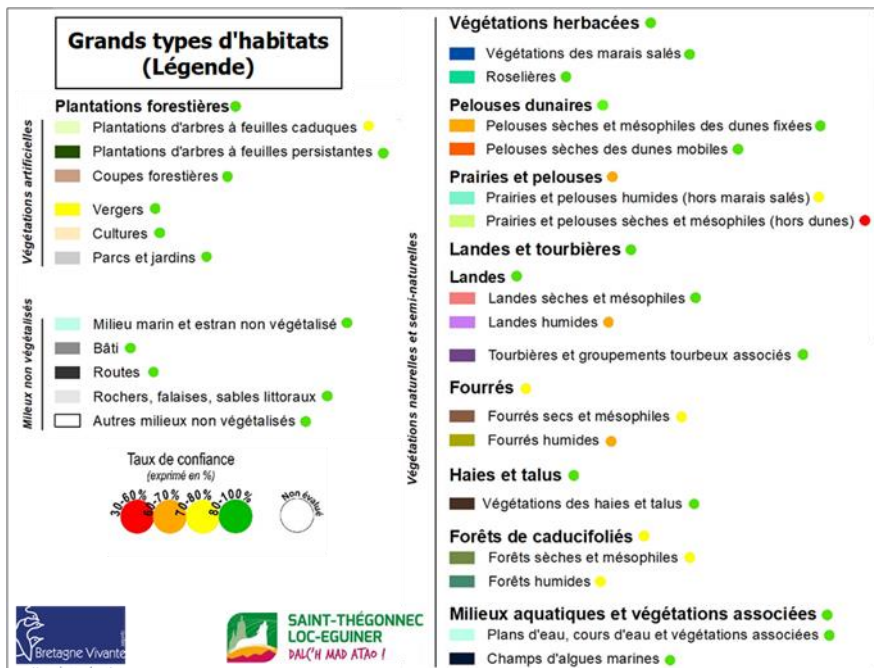 Grands types d'habitats
(Légende)
Végétations artificielles
Plantations forestières
Plantations d'arbres à feuilles caduques
Plantations d'arbres à feuilles persistantes
Coupes forestières
Vergers
Cultures
Parcs et jardins
Mileux non végétalisés
Milieu marin et estran non végétalisé
Bâti
Routes
Rochers, falaises, sables littoraux
Autres milieux non végétalisés
Taux de confiance
(exprimé en %)
30-60%
60-70%
70-80%
80-100%
Non évalué
Bretagne Vivante
SAINT-THÉGONNEC
LOC-EGUINER
DALC'H MAD ATAO !
Végétations naturelles et semi-naturelles
Végétations herbacées
Végétations des marais salés
Roselières
Pelouses dunaires
Pelouses sèches et mésophiles des dunes fixées
Pelouses sèches des dunes mobiles
Prairies et pelouses
Prairies et pelouses humides (hors marais salés)
Prairies et pelouses sèches et mésophiles (hors dunes)
Landes et tourbières
Landes
Landes sèches et mésophiles
Landes humides
Tourbières et groupements tourbeux associés
Fourrés
Fourrés secs et mésophiles
Fourrés humides
Haies et talus
Végétations des haies et talus
Forêts de caducifoliés
Forêts sèches et mésophiles
Forêts humides
Milieux aquatiques et végétations associées
Plans d'eau, cours d'eau et végétations associées
Champs d'algues marines